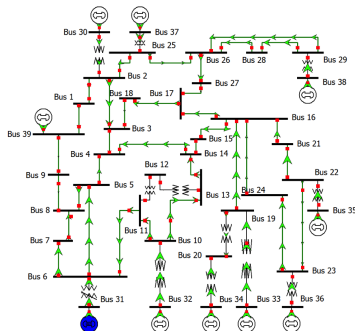 Bus 30
Bus 37
Bus 25
Bus 26
Bus 28
Bus 29
Bus 38
Bus 2
Bus 27
Bus 1
Bus 18
Bus 17
Bus 39
Bus 3
Bus 16
Bus 15
Bus 21
Bus 4
Bus 14
Bus 9
Bus 12
Bus 5
Bus 22
Bus 13
Bus 24
Bus 8
Bus 19
Bus 35
Bus 11
Bus 7
Bus 10
Bus 20
Bus 6
Bus 23
Bus 31
Bus 32
Bus 34
Bus 33
Bus 36